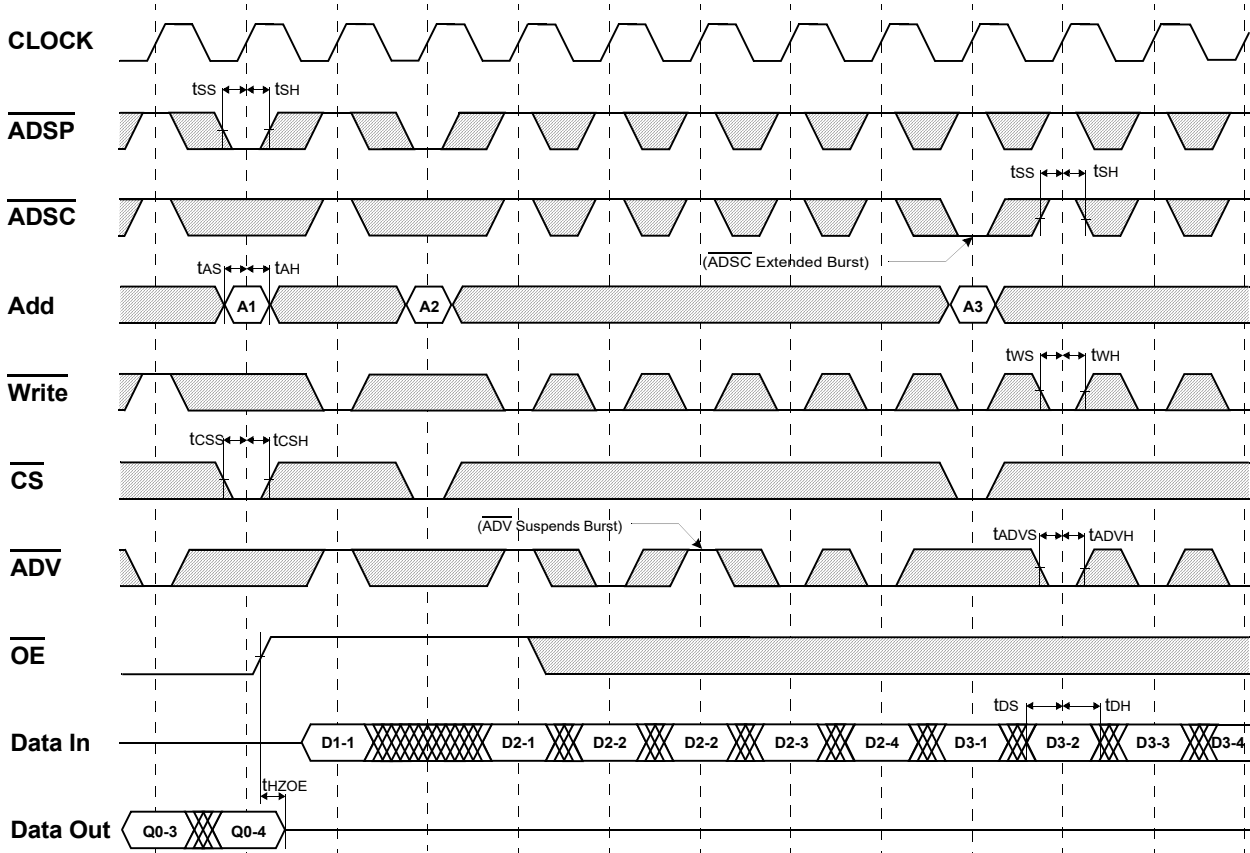 CLOCK
tSS tSH
ADSP
tSS tSH
ADSC
(ADSC Extended Burst)
tAS tAH
Add A1 A2 A3
tWS tWH
Write
tCSS tCSH
CS
(ADV Suspends Burst)
tADVS tADVH
ADV
OE
tDS tDH
Data In D1-1 D2-1 D2-2 D2-2 D2-3 D2-4 D3-1 D3-2 D3-3 D3-4
tHZOE
Data Out Q0-3 Q0-4